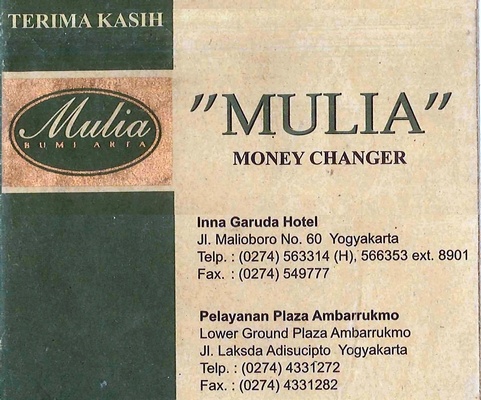 TERIMA KASIH
Mulia
BUMI ARTA
"MULIA"
MONEY CHANGER
Inna Garuda Hotel
Jl. Malioboro No. 60 Yogyakarta
Telp. : (0274) 563314 (H), 566353 ext. 8901
Fax. : (0274) 549777
Pelayanan Plaza Ambarrukmo
Lower Ground Plaza Ambarrukmo
Jl. Laksda Adisucipto Yogyakarta
Telp. : (0274) 4331272
Fax. : (0274) 4331282